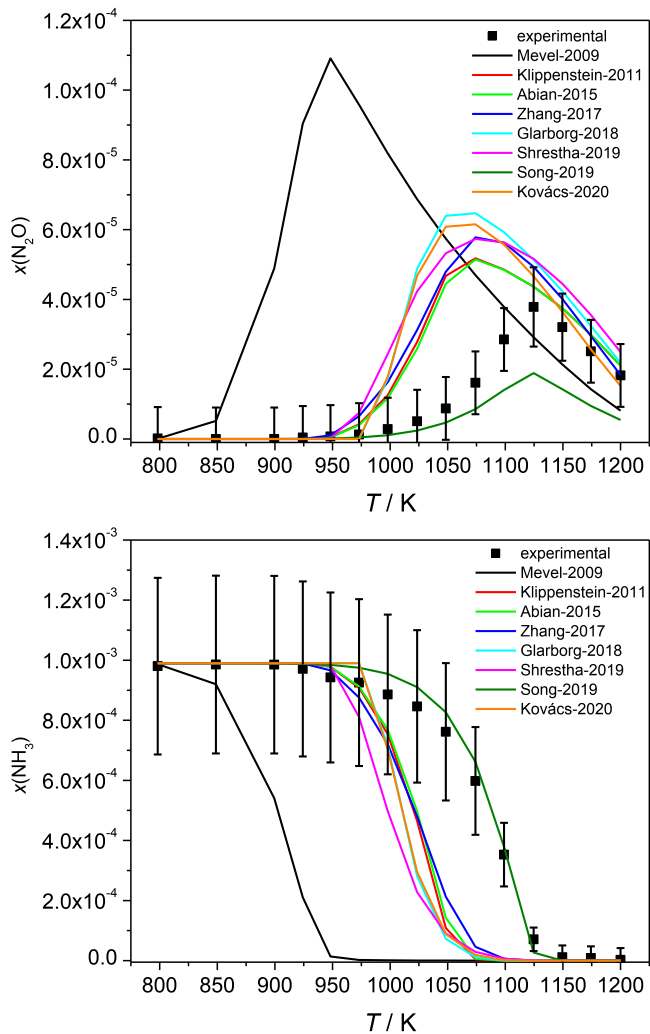 1.2x10⁻⁴
1.0x10⁻⁴
8.0x10⁻⁵
6.0x10⁻⁵
4.0x10⁻⁵
2.0x10⁻⁵
0.0
x(N₂O)
experimental
Mevel-2009
Klippenstein-2011
Abian-2015
Zhang-2017
Glarborg-2018
Shrestha-2019
Song-2019
Kovács-2020
800 850 900 950 1000 1050 1100 1150 1200
T / K
1.4x10⁻³
1.2x10⁻³
1.0x10⁻³
8.0x10⁻⁴
6.0x10⁻⁴
4.0x10⁻⁴
2.0x10⁻⁴
0.0
x(NH₃)
experimental
Mevel-2009
Klippenstein-2011
Abian-2015
Zhang-2017
Glarborg-2018
Shrestha-2019
Song-2019
Kovács-2020
800 850 900 950 1000 1050 1100 1150 1200
T / K